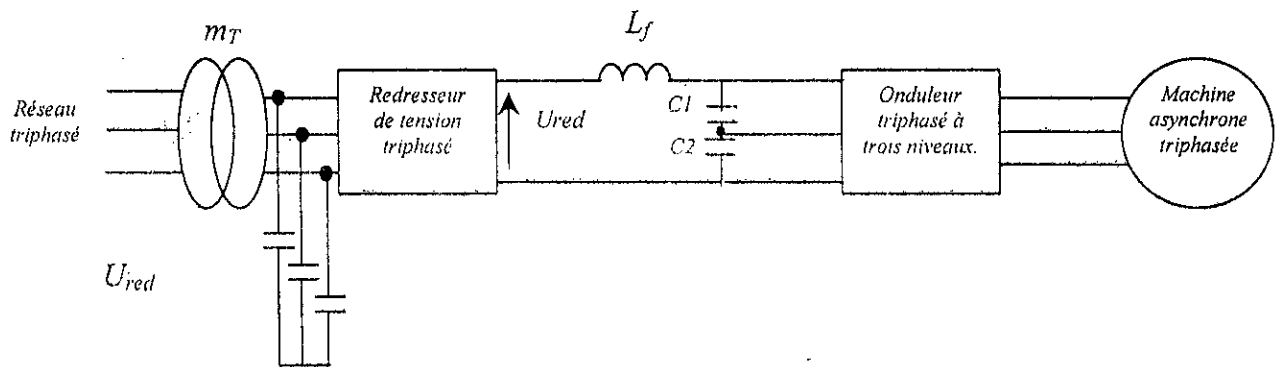 m_T
L_f
Réseau
triphasé
Redresseur
de tension
triphasé
Ured
C1
C2
Onduleur
triphasé à
trois niveaux.
Machine
asynchrone
triphasée
U_red